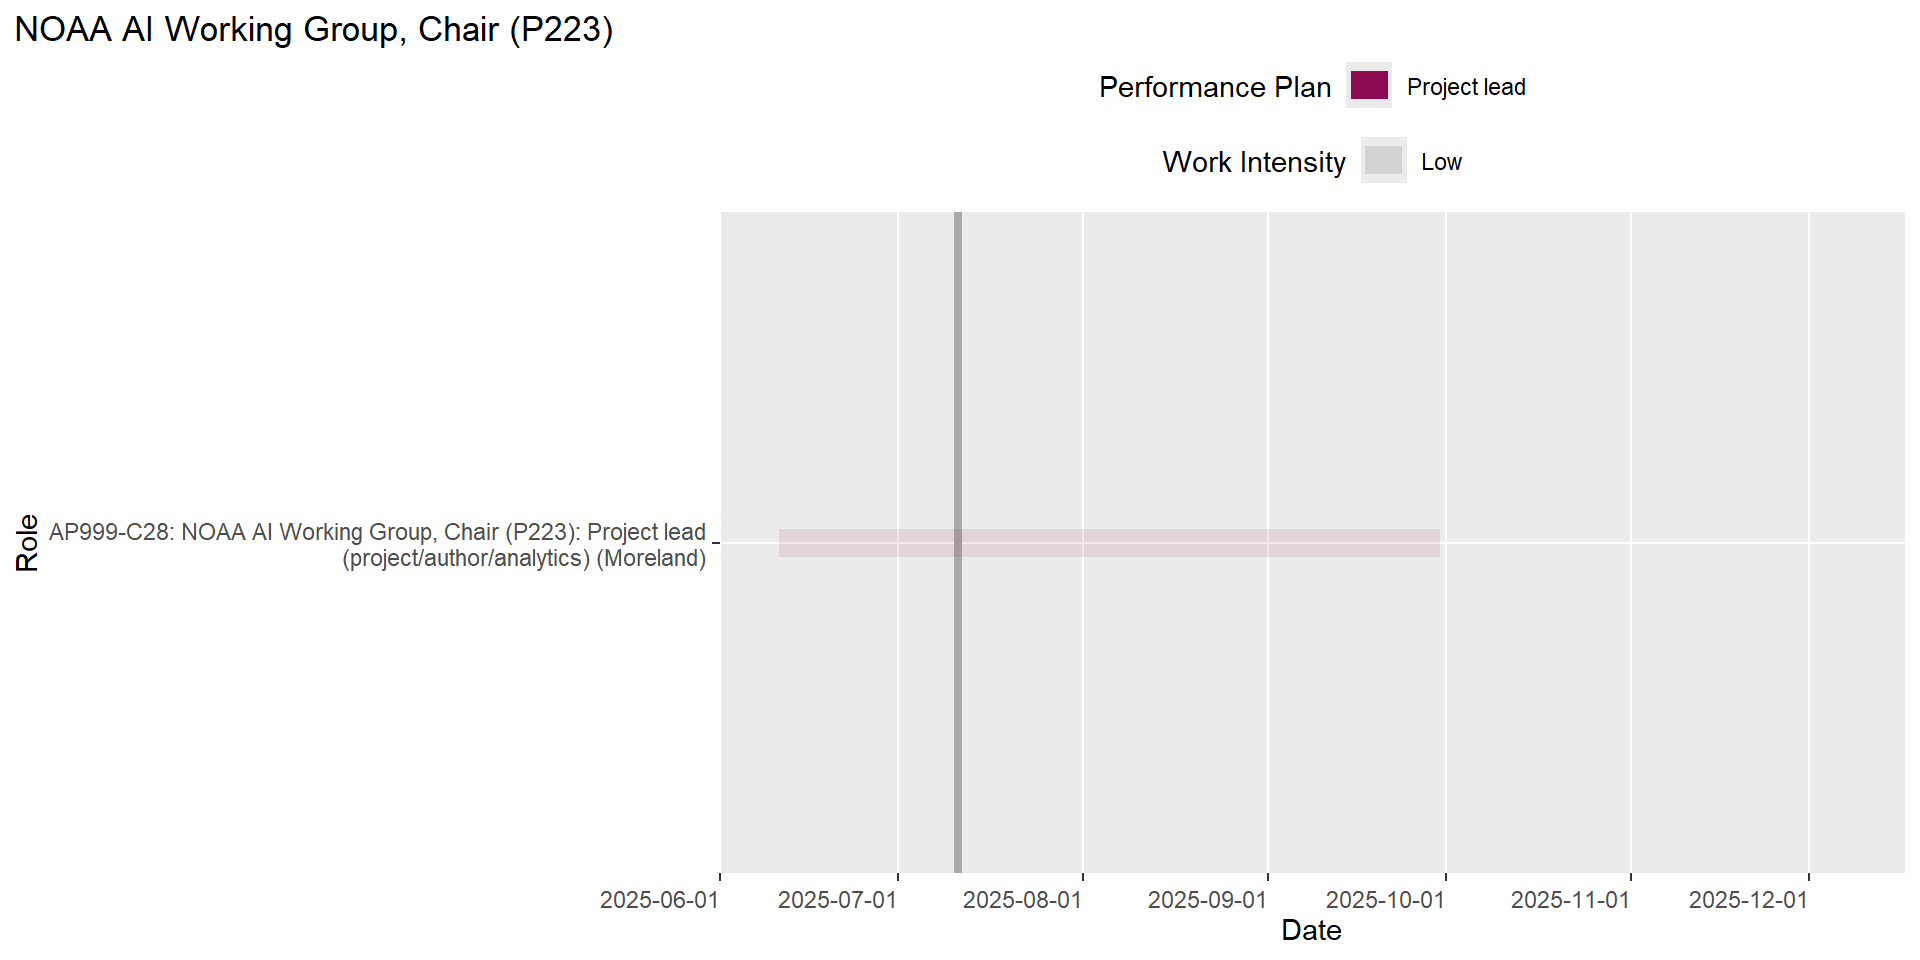 NOAA AI Working Group, Chair (P223)
Performance Plan
Project lead
Work Intensity
Low
Role
AP999-C28: NOAA AI Working Group, Chair (P223): Project lead
(project/author/analytics) (Moreland)
2025-06-01
2025-07-01
2025-08-01
2025-09-01
2025-10-01
2025-11-01
2025-12-01
Date